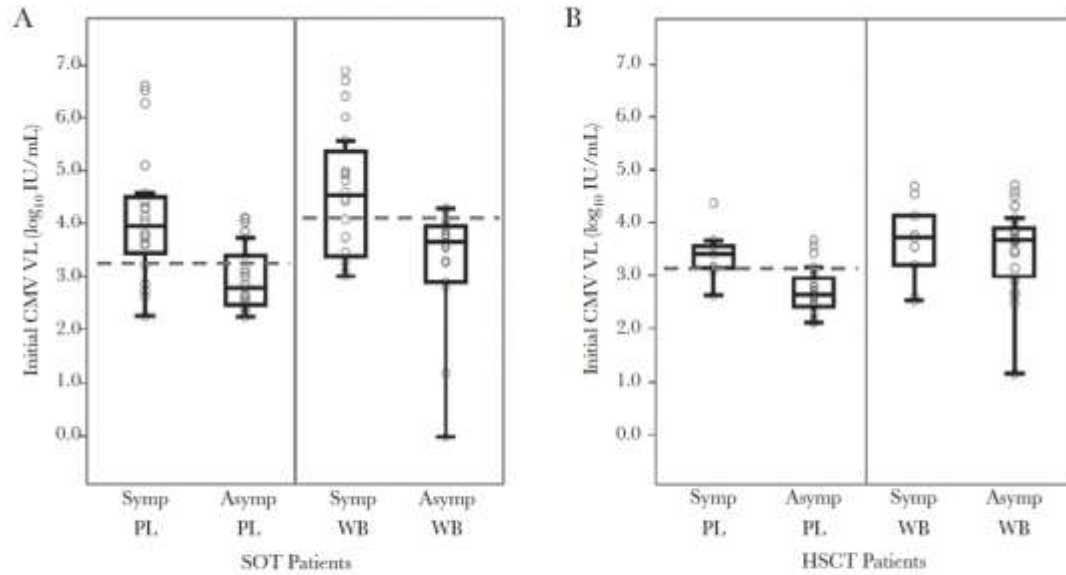 A
Initial CMV VL (log₁₀ IU/mL)
7.0
6.0
5.0
4.0
3.0
2.0
1.0
0.0
Symp Asymp Symp Asymp
PL PL WB WB
SOT Patients
B
Initial CMV VL (log₁₀ IU/mL)
7.0
6.0
5.0
4.0
3.0
2.0
1.0
0.0
Symp Asymp Symp Asymp
PL PL WB WB
HSCT Patients